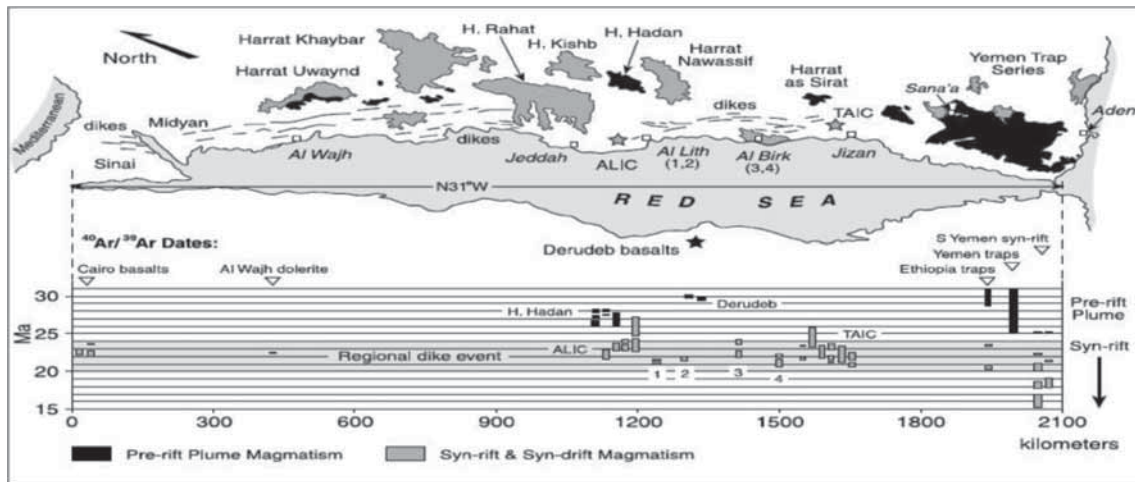 North
Harrat Khaybar
H. Rahat
H. Kishb
H. Hadan
Harrat
Nawassif
Harrat Uwaynd
Harrat
as Sirat
Yemen Trap
Series
Sana'a
TAIC
Aden
Mediterranean
dikes
Midyan
Sinai
dikes
dikes
Al Wajh
Jeddah
ALIC
Al Lith
(1,2)
Al Birk
(3,4)
Jizan
N31°W
RED SEA
Derudeb basalts
⁴⁰Ar/³⁹Ar Dates:
S Yemen syn-rift
Yemen traps
Ethiopia traps
Cairo basalts
Al Wajh dolerite
30
25
20
15
Ma
H. Hadan
Derudeb
ALIC
TAIC
Regional dike event
1
2
3
4
Pre-rift
Plume
Syn-rift
0
300
600
900
1200
1500
1800
2100
kilometers
Pre-rift Plume Magmatism
Syn-rift & Syn-drift Magmatism